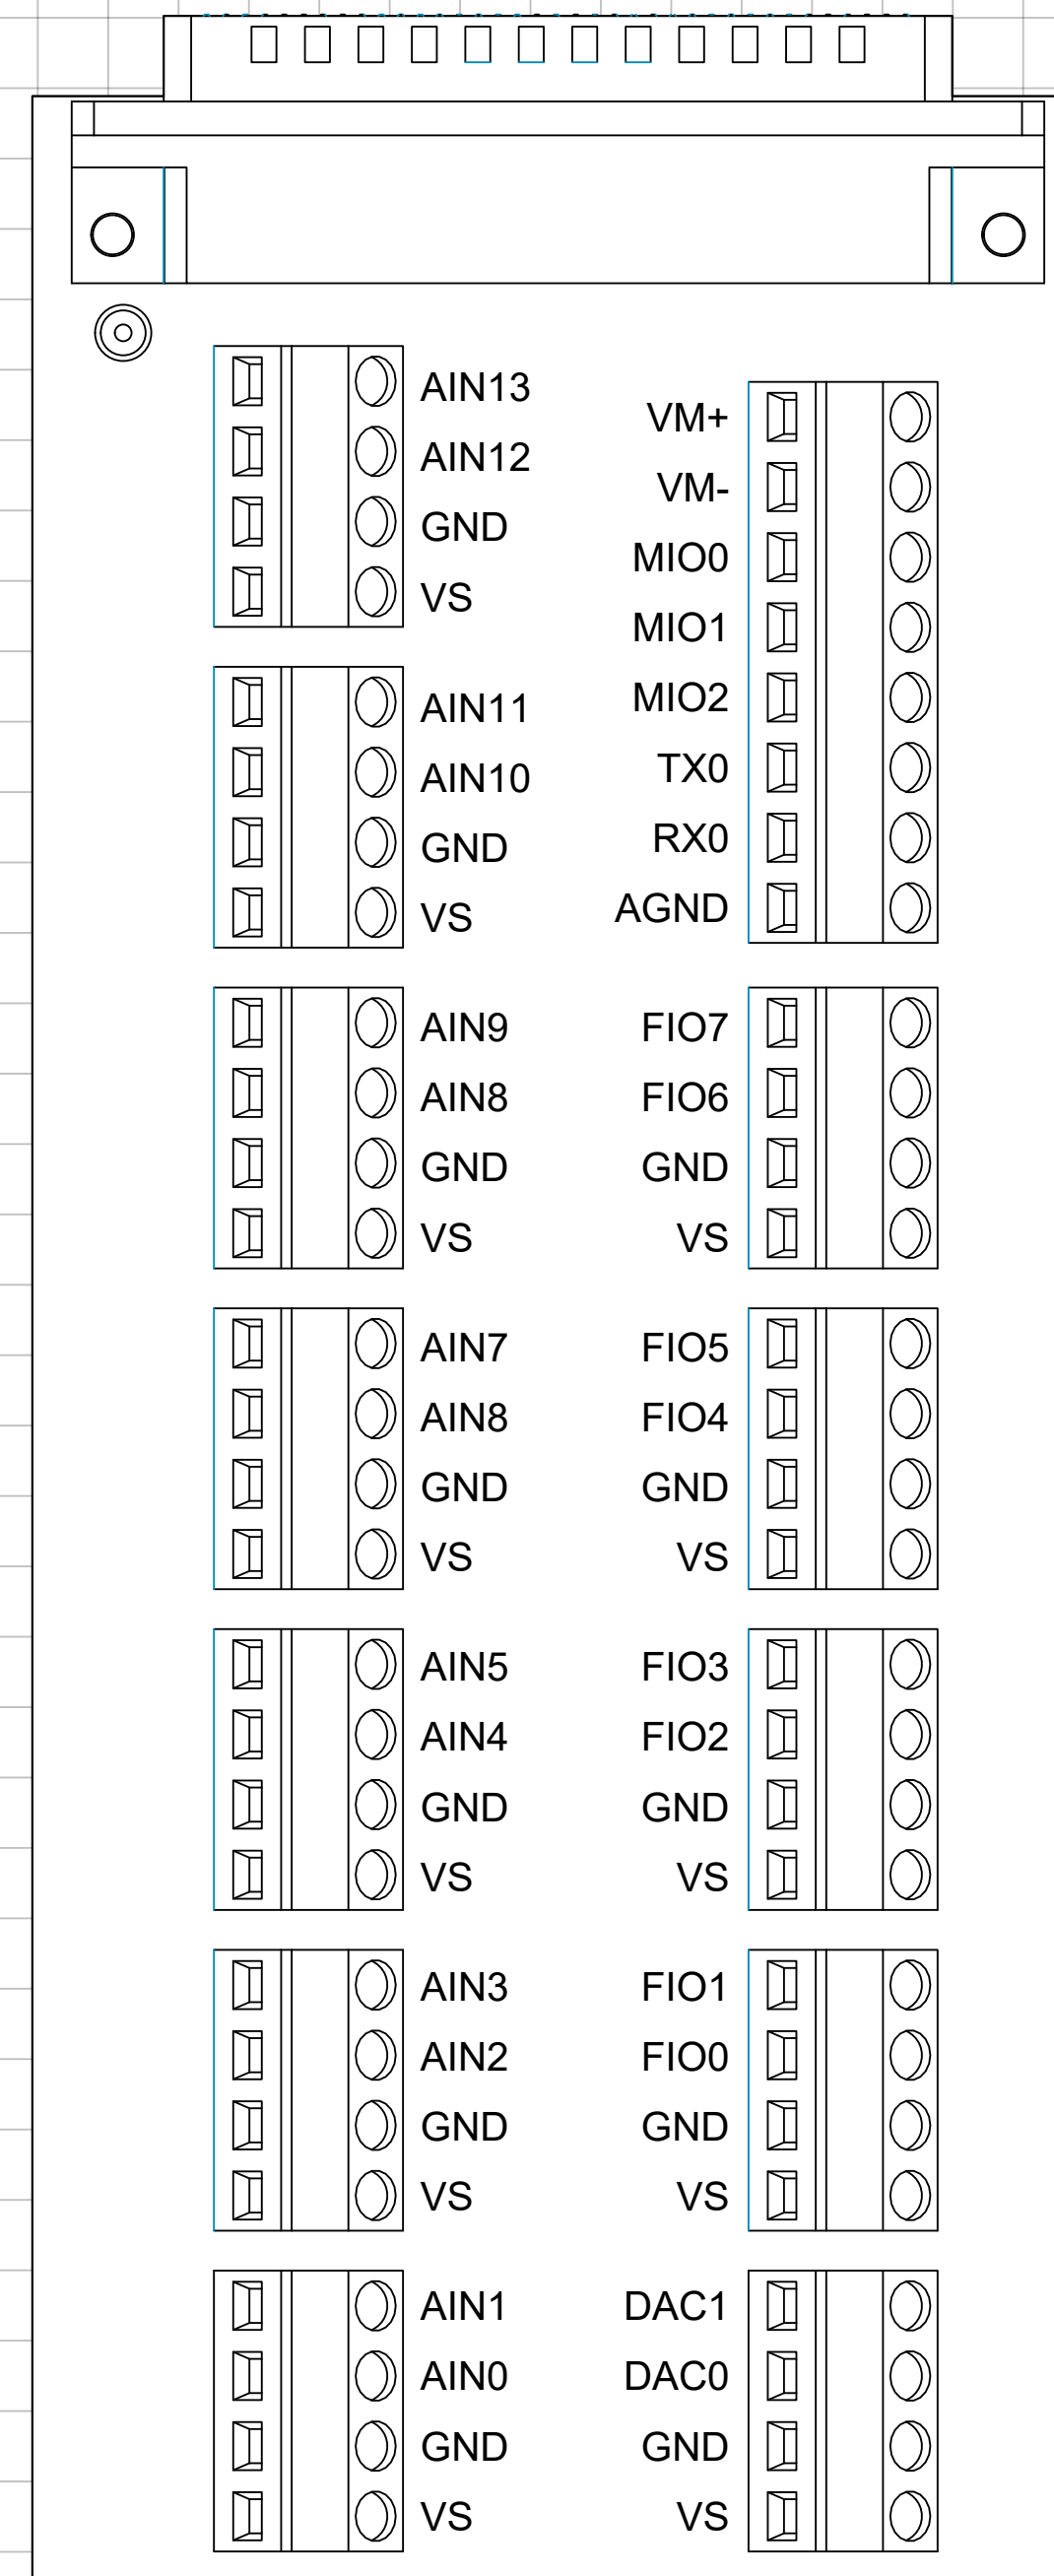 AIN13
AIN12
GND
VS
AIN11
AIN10
GND
VS
AIN9
AIN8
GND
VS
AIN7
AIN8
GND
VS
AIN5
AIN4
GND
VS
AIN3
AIN2
GND
VS
AIN1
AIN0
GND
VS
VM+
VM-
MIO0
MIO1
MIO2
TX0
RX0
AGND
FIO7
FIO6
GND
VS
FIO5
FIO4
GND
VS
FIO3
FIO2
GND
VS
FIO1
FIO0
GND
VS
DAC1
DAC0
GND
VS